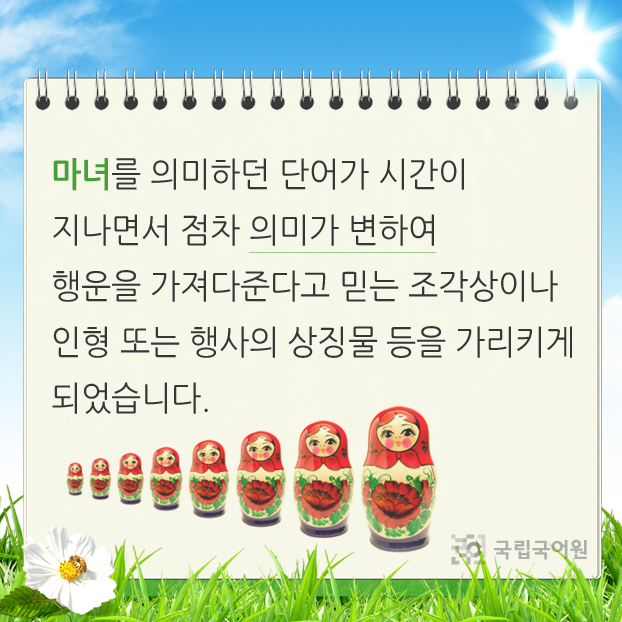 마녀를 의미하던 단어가 시간이
지나면서 점차 의미가 변하여
행운을 가져다준다고 믿는 조각상이나
인형 또는 행사의 상징물 등을 가리키게
되었습니다.
국립국어원